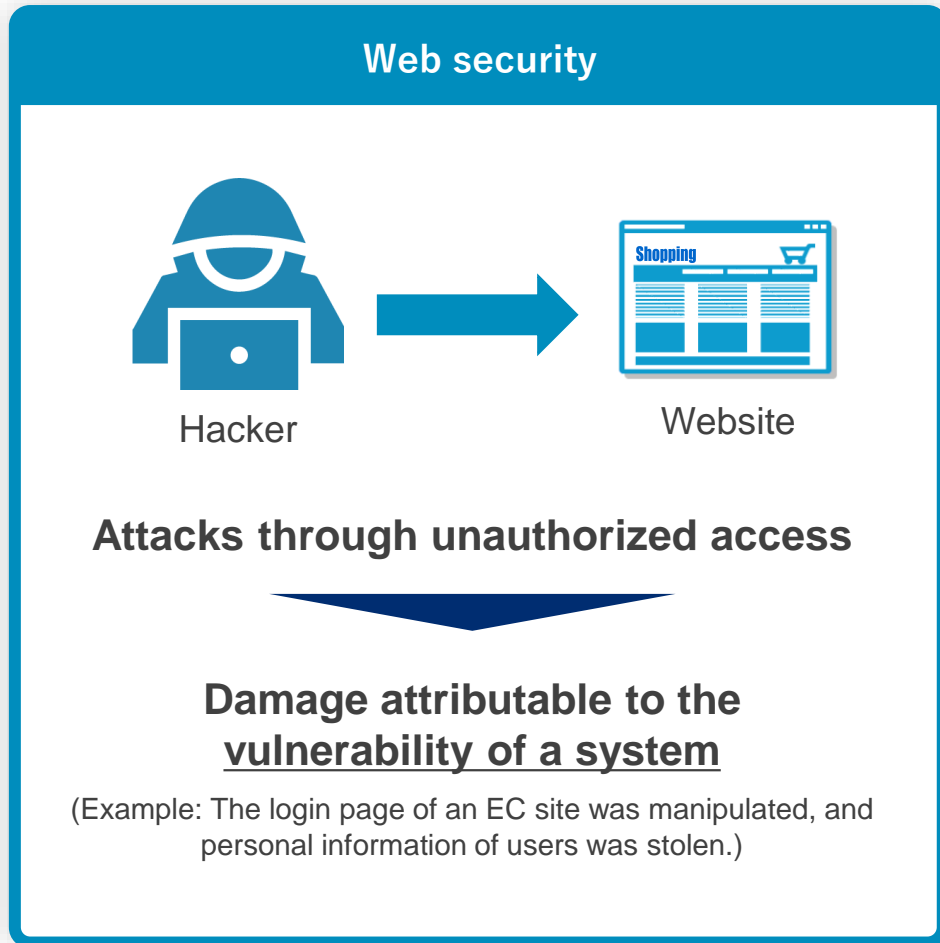 Web security
Shopping
Hacker
Website
Attacks through unauthorized access
Damage attributable to the
vulnerability of a system
(Example: The login page of an EC site was manipulated, and
personal information of users was stolen.)